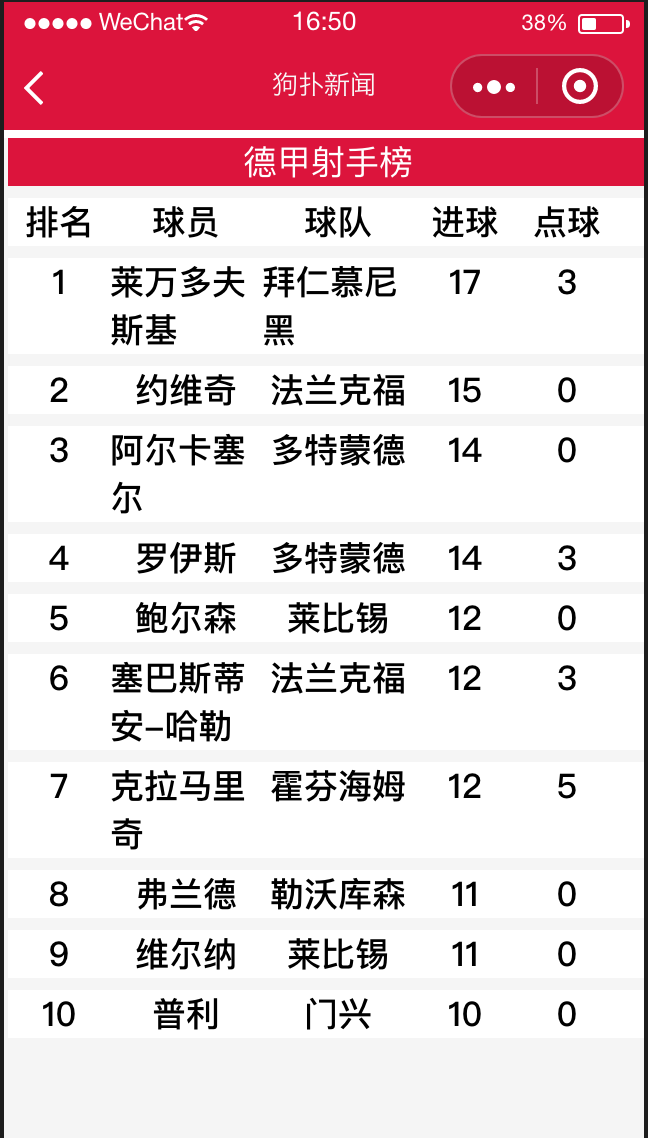 WeChat 16:50 38%
狗扑新闻
德甲射手榜
排名 球员 球队 进球 点球
1 莱万多夫 拜仁慕尼 17 3
斯基 黑
2 约维奇 法兰克福 15 0
3 阿尔卡塞 多特蒙德 14 0
尔
4 罗伊斯 多特蒙德 14 3
5 鲍尔森 莱比锡 12 0
6 塞巴斯蒂 法兰克福 12 3
安-哈勒
7 克拉马里 霍芬海姆 12 5
奇
8 弗兰德 勒沃库森 11 0
9 维尔纳 莱比锡 11 0
10 普利 门兴 10 0